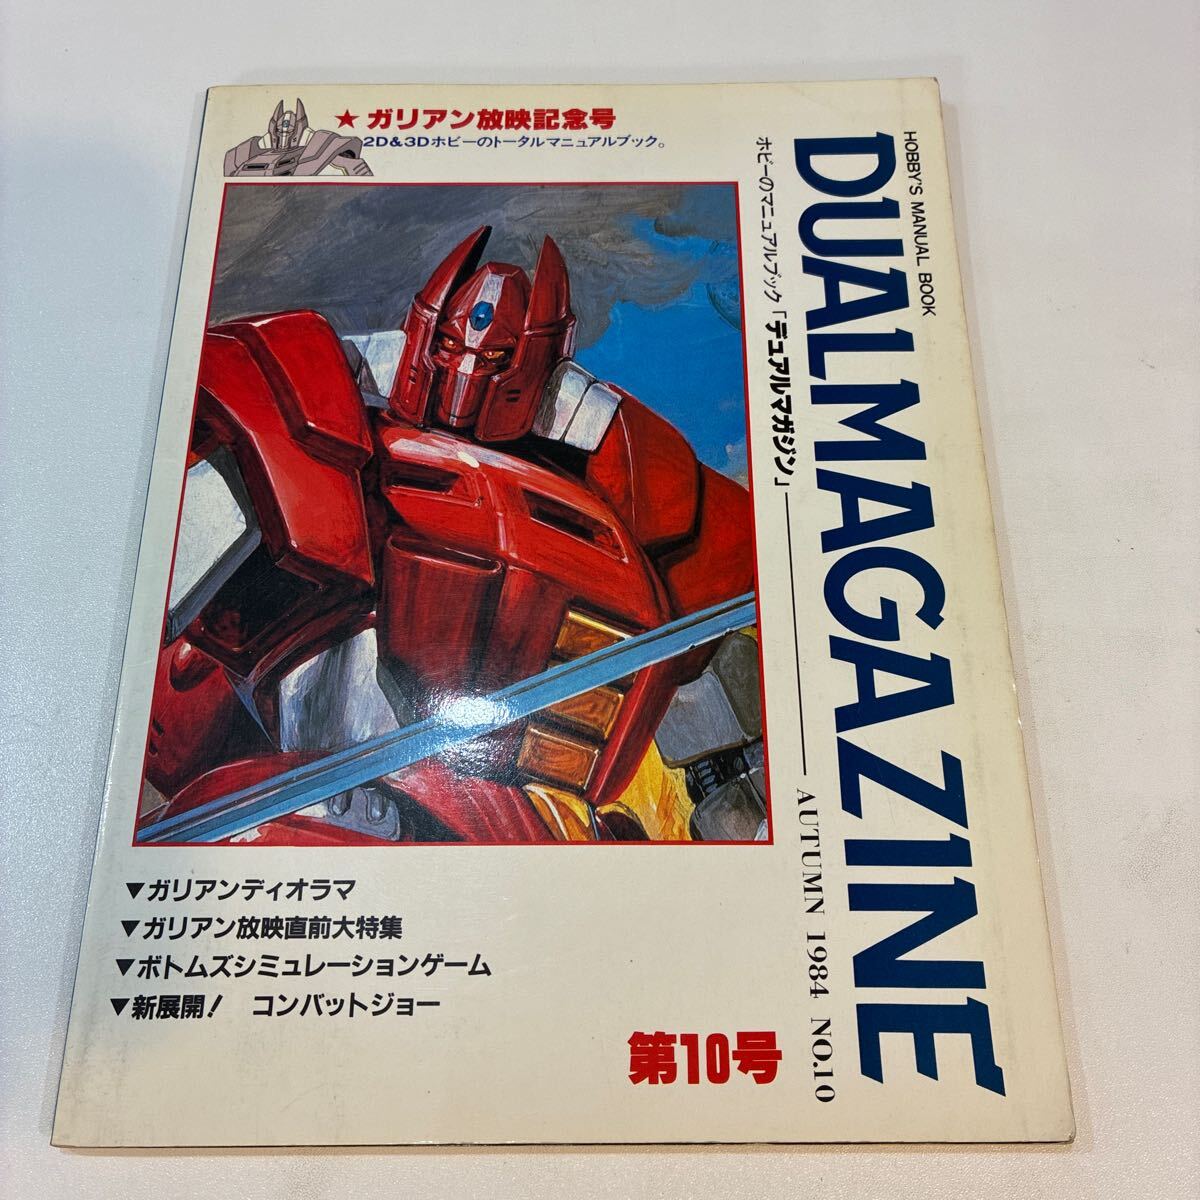 ★ ガリアン放映記念号
2D&3Dホビーのトータルマニュアルブック。
HOBBY'S MANUAL BOOK
DUALMAGAZINE
ホビーのマニュアルブック「デュアルマガジン」
AUTUMN 1984 NO.10
▼ガリアンディオラマ
▼ガリアン放映直前大特集
▼ボトムズシミュレーションゲーム
▼新展開! コンバットジョー
第10号